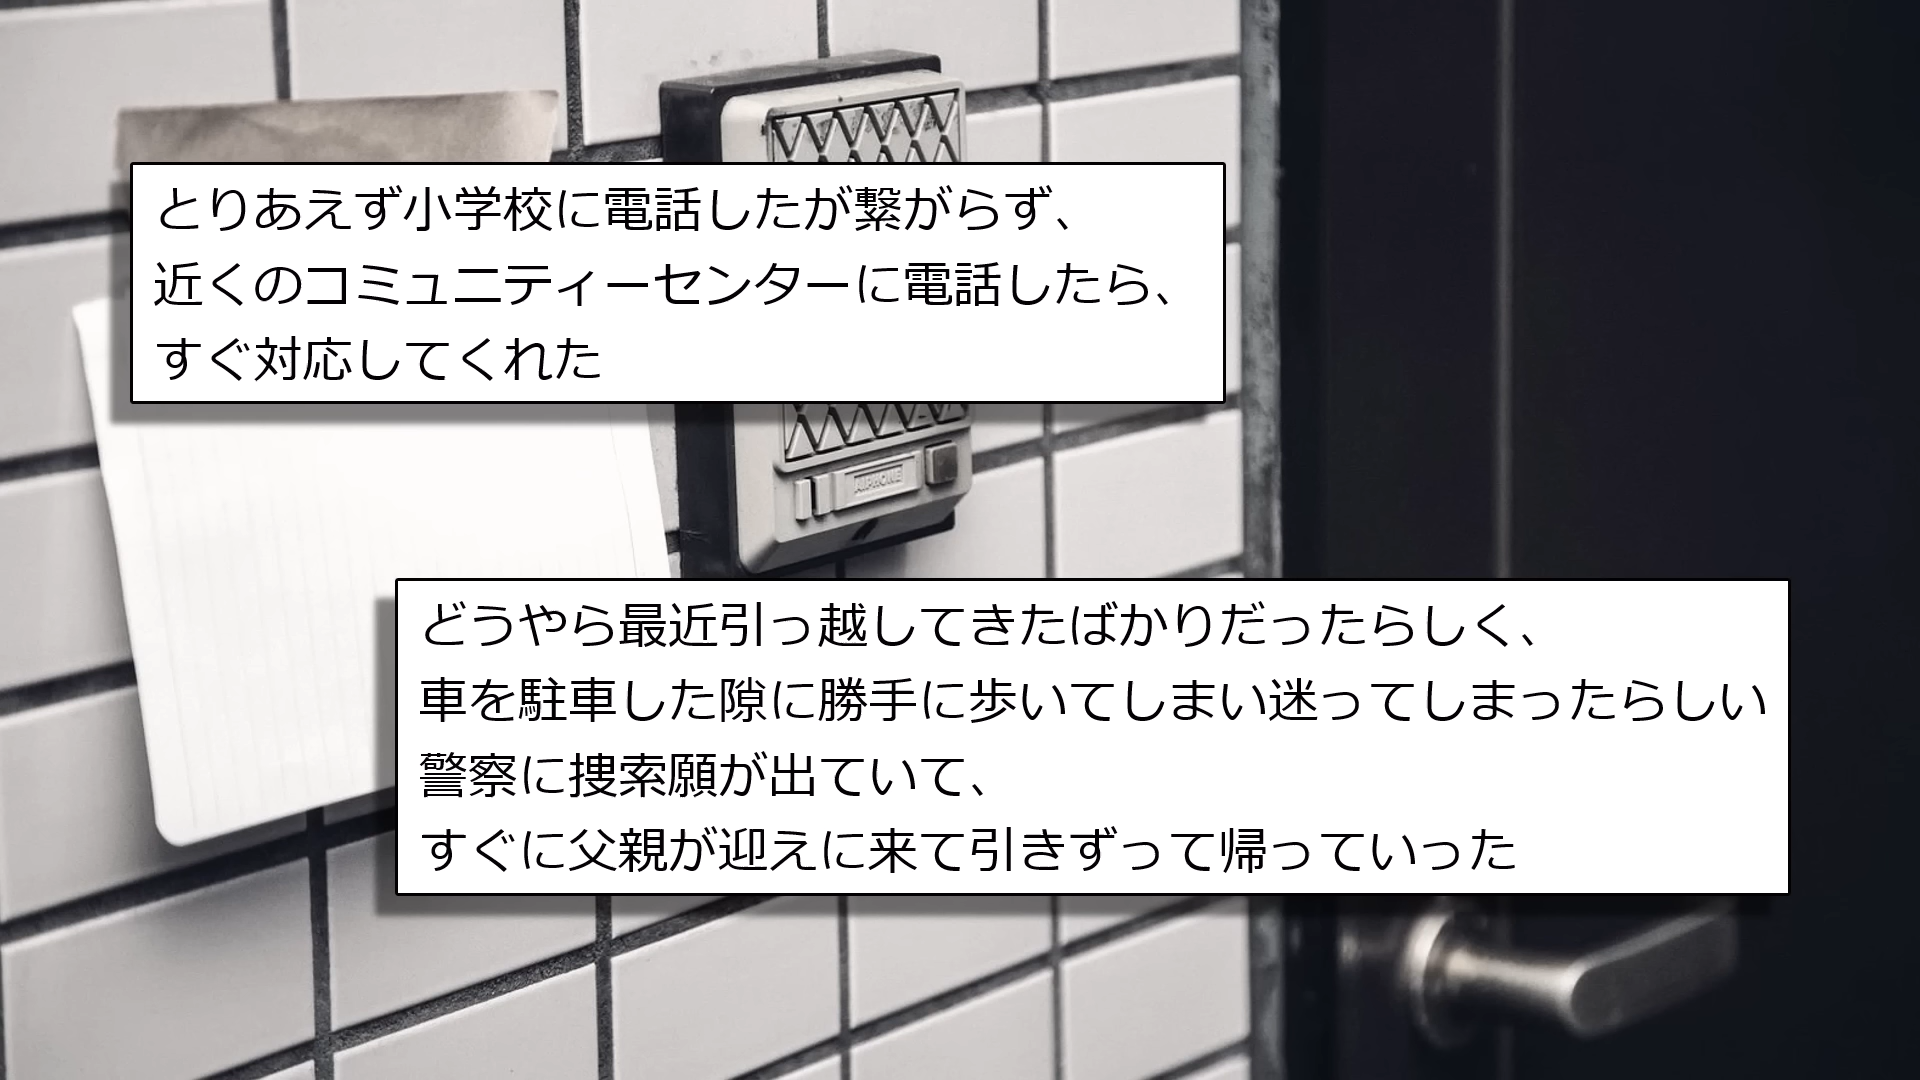 とりあえず小学校に電話したが繋がらず、
近くのコミュニティーセンターに電話したら、
すぐ対応してくれた
AIPHONE
どうやら最近引っ越してきたばかりだったらしく、
車を駐車した隙に勝手に歩いてしまい迷ってしまったらしい
警察に捜索願が出ていて、
すぐに父親が迎えに来て引きずって帰っていった